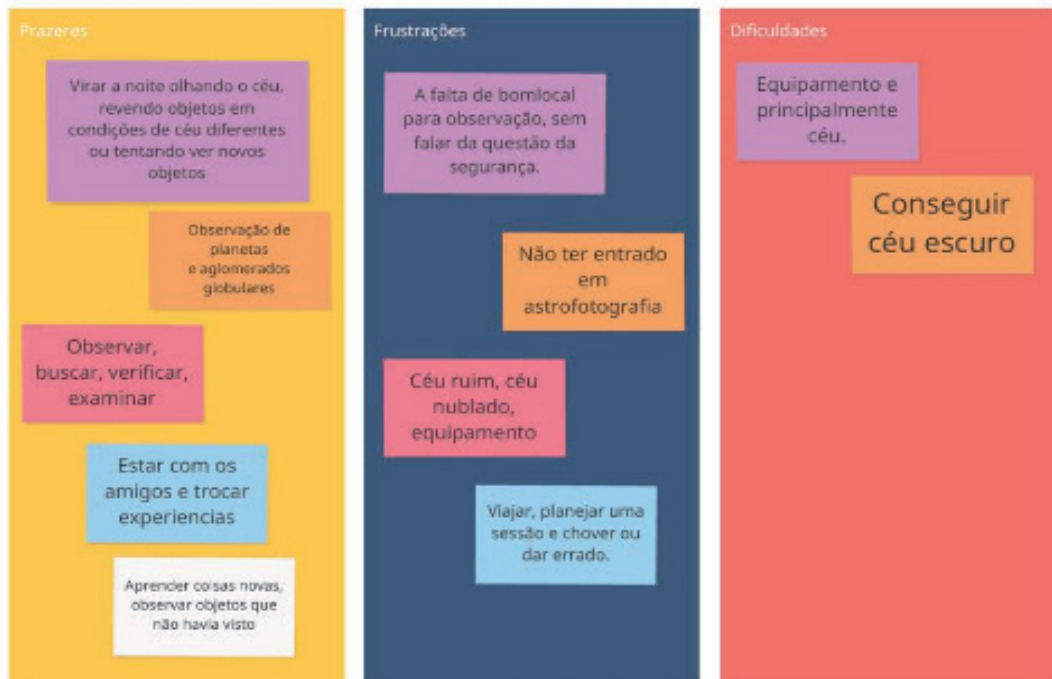 Prazeres
Virar a noite olhando o céu,
revendo objetos em
condições de céu diferentes
ou tentando ver novos
objetos
Observação de
planetas
e aglomerados
globulares
Observar,
buscar, verificar,
examinar
Estar com os
amigos e trocar
experiencias
Aprender coisas novas,
observar objetos que
não havia visto
Frustrações
A falta de bomlocal
para observação, sem
falar da questão da
segurança.
Não ter entrado
em
astrofotografia
Céu ruim, céu
nublado,
equipamento
Viajar, planejar uma
sessão e chover ou
dar errado.
Dificuldades
Equipamento e
principalmente
céu.
Conseguir
céu escuro